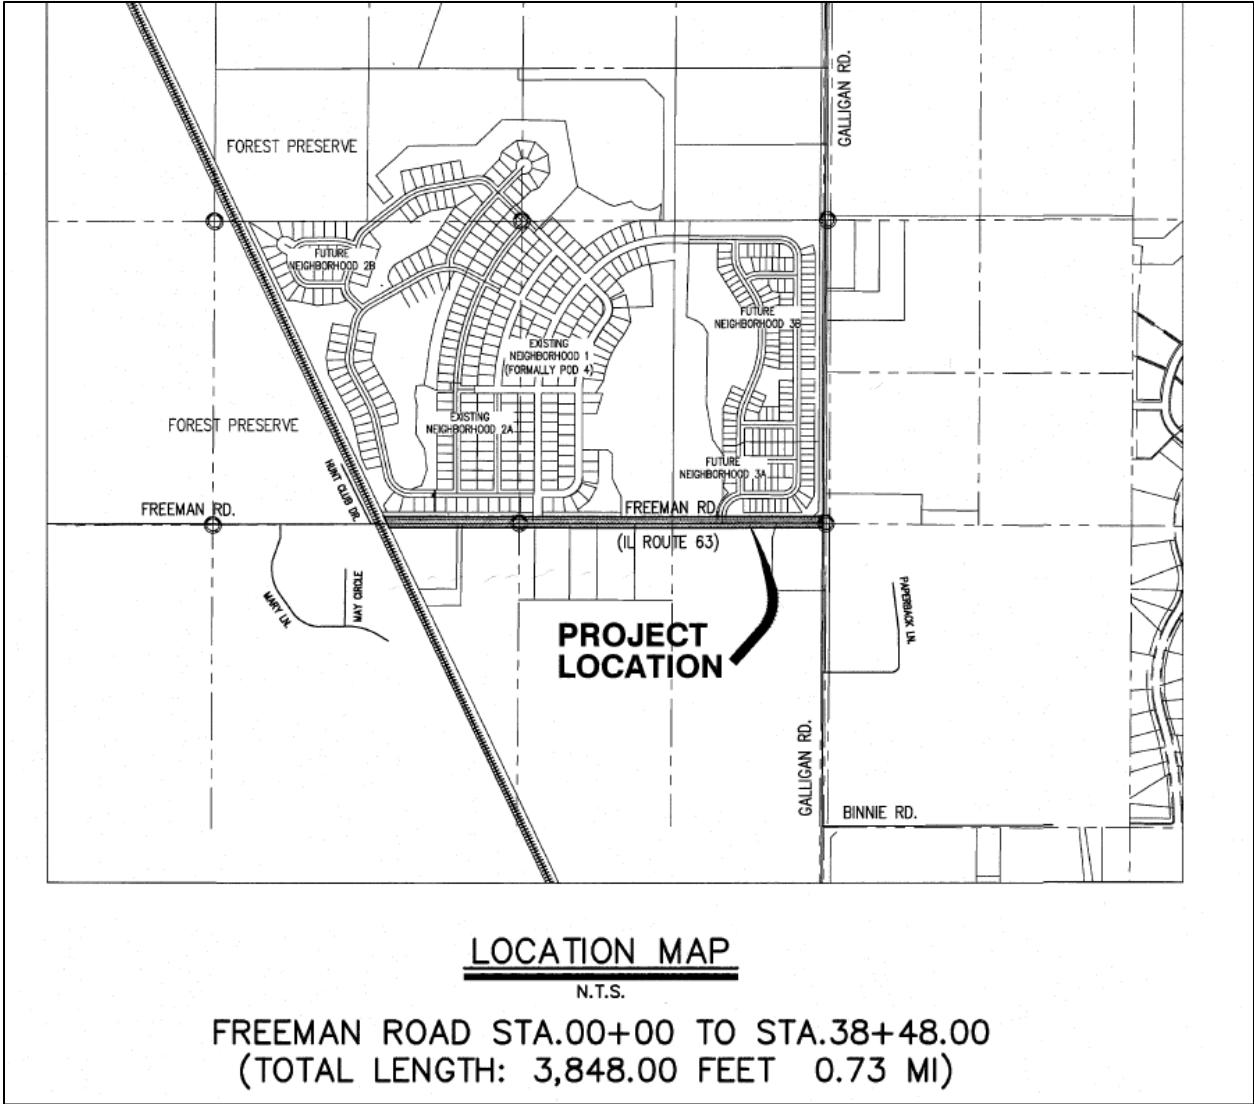 GALLIGAN RD.
FOREST PRESERVE
FUTURE
NEIGHBORHOOD 2B
FUTURE
NEIGHBORHOOD 3B
EXISTING
NEIGHBORHOOD 1
(FORMALLY POD 4)
FOREST PRESERVE
EXISTING
NEIGHBORHOOD 2A
FUTURE
NEIGHBORHOOD 3A
HUNT CLUB DR.
FREEMAN RD.
FREEMAN RD.
(IL ROUTE 63)
MARY LN.
MAY CIRCLE
PAPERBACK LN.
PROJECT
LOCATION
GALLIGAN RD.
BINNIE RD.
LOCATION MAP
N.T.S.
FREEMAN ROAD STA.00+00 TO STA.38+48.00
(TOTAL LENGTH: 3,848.00 FEET 0.73 MI)